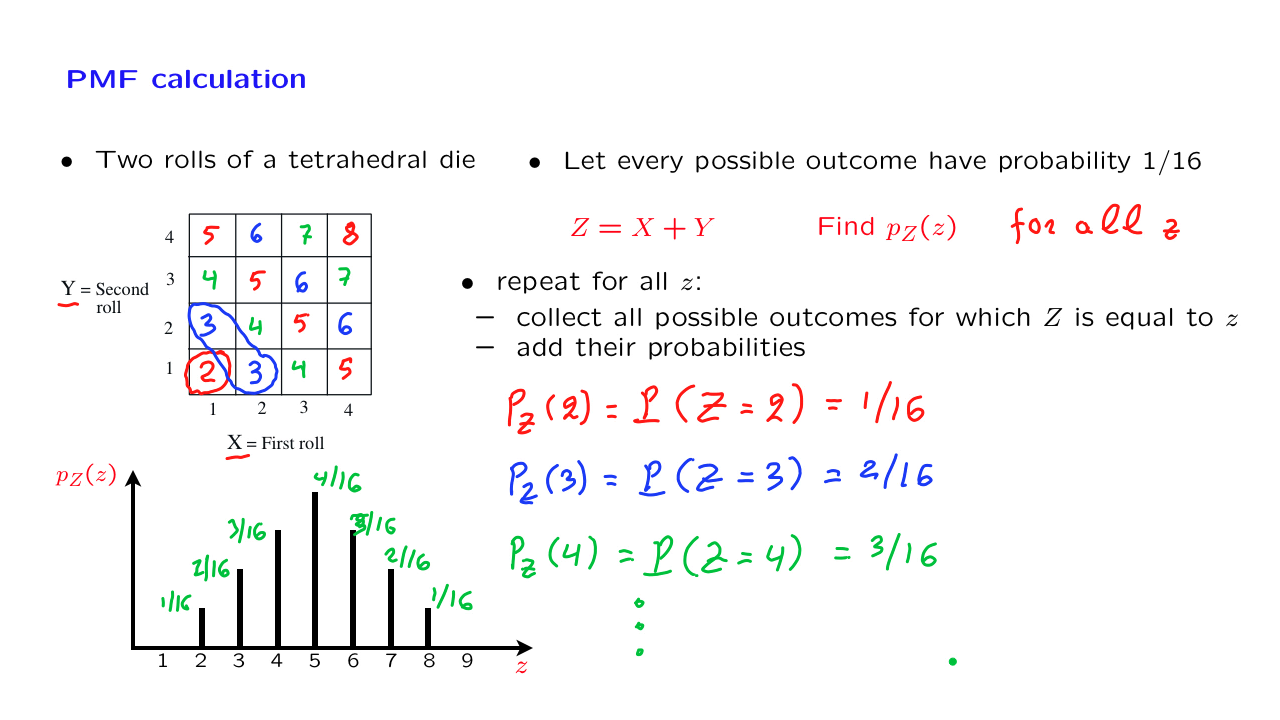 PMF calculation
• Two rolls of a tetrahedral die
• Let every possible outcome have probability 1/16
Z = X + Y
Find p_Z(z) for all z
4 5 6 7 8
3 4 5 6 7
2 3 4 5 6
1 2 3 4 5
1 2 3 4
Y = Second
roll
X = First roll
• repeat for all z:
– collect all possible outcomes for which Z is equal to z
– add their probabilities
P_Z(2) = P(Z = 2) = 1/16
P_Z(3) = P(Z = 3) = 2/16
P_Z(4) = P(Z = 4) = 3/16
p_Z(z)
1/16 2/16 3/16 4/16 3/16 2/16 1/16
1 2 3 4 5 6 7 8 9
z